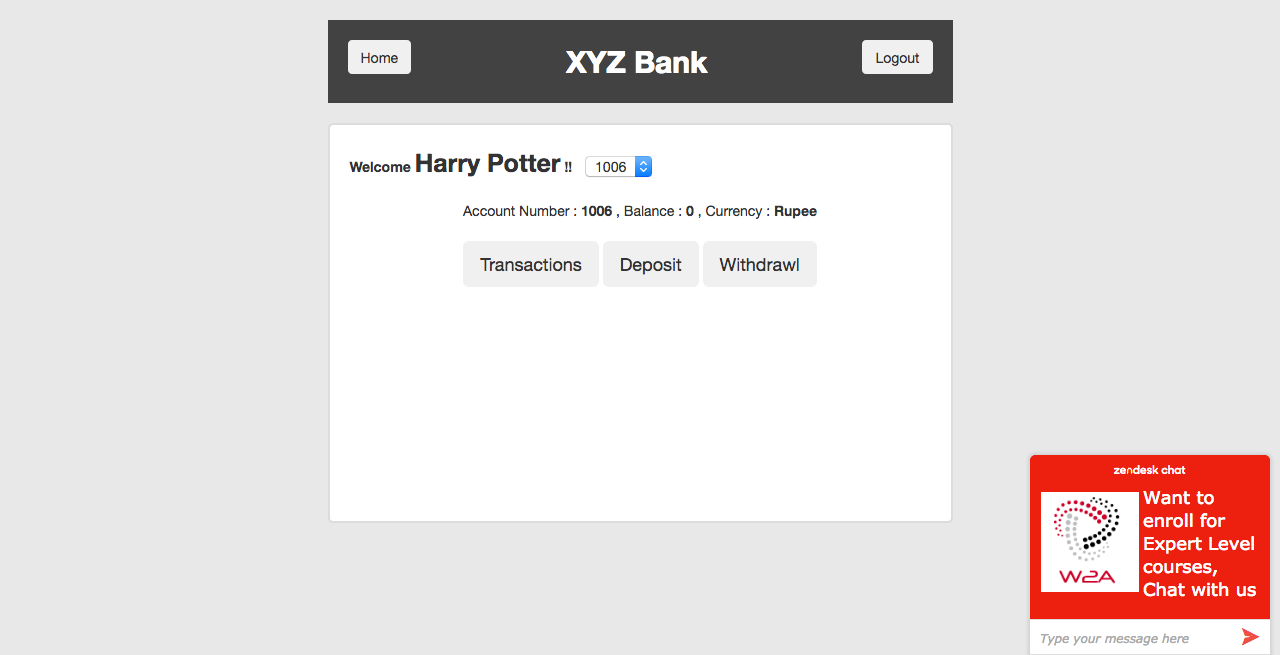 Home XYZ Bank Logout
Welcome Harry Potter !! 1006
Account Number : 1006 , Balance : 0 , Currency : Rupee
Transactions Deposit Withdrawl
zendesk chat
Want to
enroll for
Expert Level
courses,
Chat with us
W2A
Type your message here